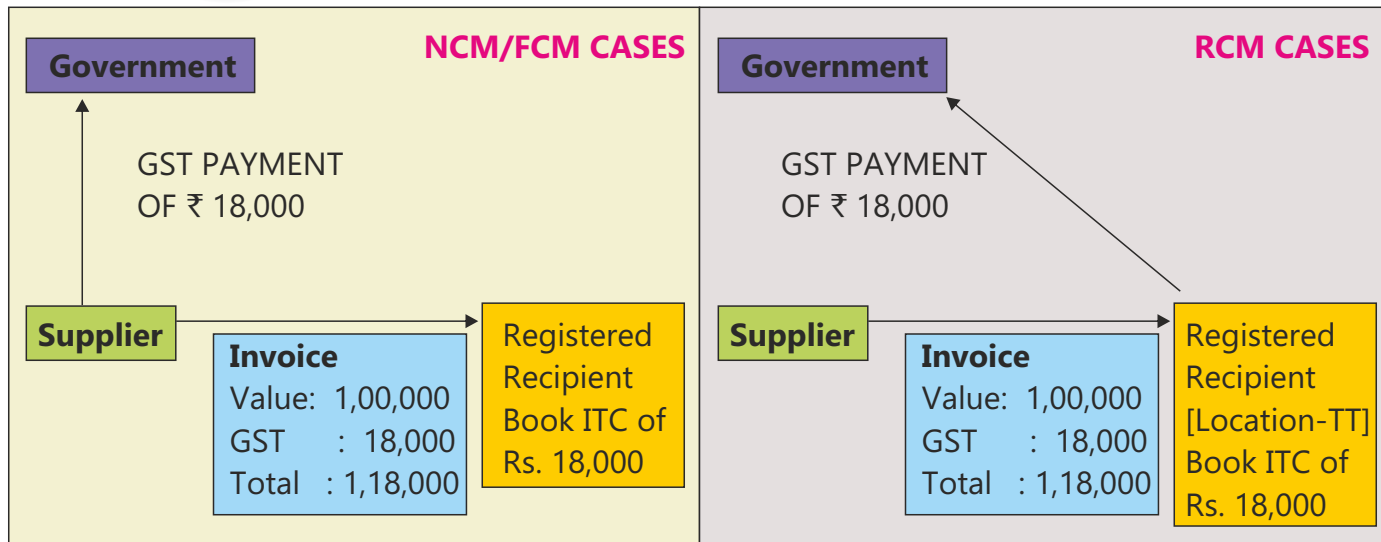 NCM/FCM CASES
Government
GST PAYMENT
OF ₹ 18,000
Supplier
Invoice
Value: 1,00,000
GST : 18,000
Total : 1,18,000
Registered
Recipient
Book ITC of
Rs. 18,000
RCM CASES
Government
GST PAYMENT
OF ₹ 18,000
Supplier
Invoice
Value: 1,00,000
GST : 18,000
Total : 1,18,000
Registered
Recipient
[Location-TT]
Book ITC of
Rs. 18,000